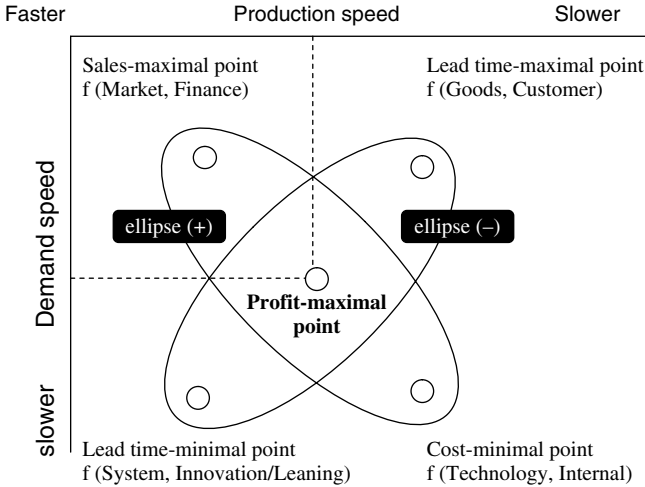 Faster Production speed Slower
Sales-maximal point
f (Market, Finance)
Lead time-maximal point
f (Goods, Customer)
Demand speed
ellipse (+)
ellipse (–)
Profit-maximal
point
slower
Lead time-minimal point
f (System, Innovation/Leaning)
Cost-minimal point
f (Technology, Internal)